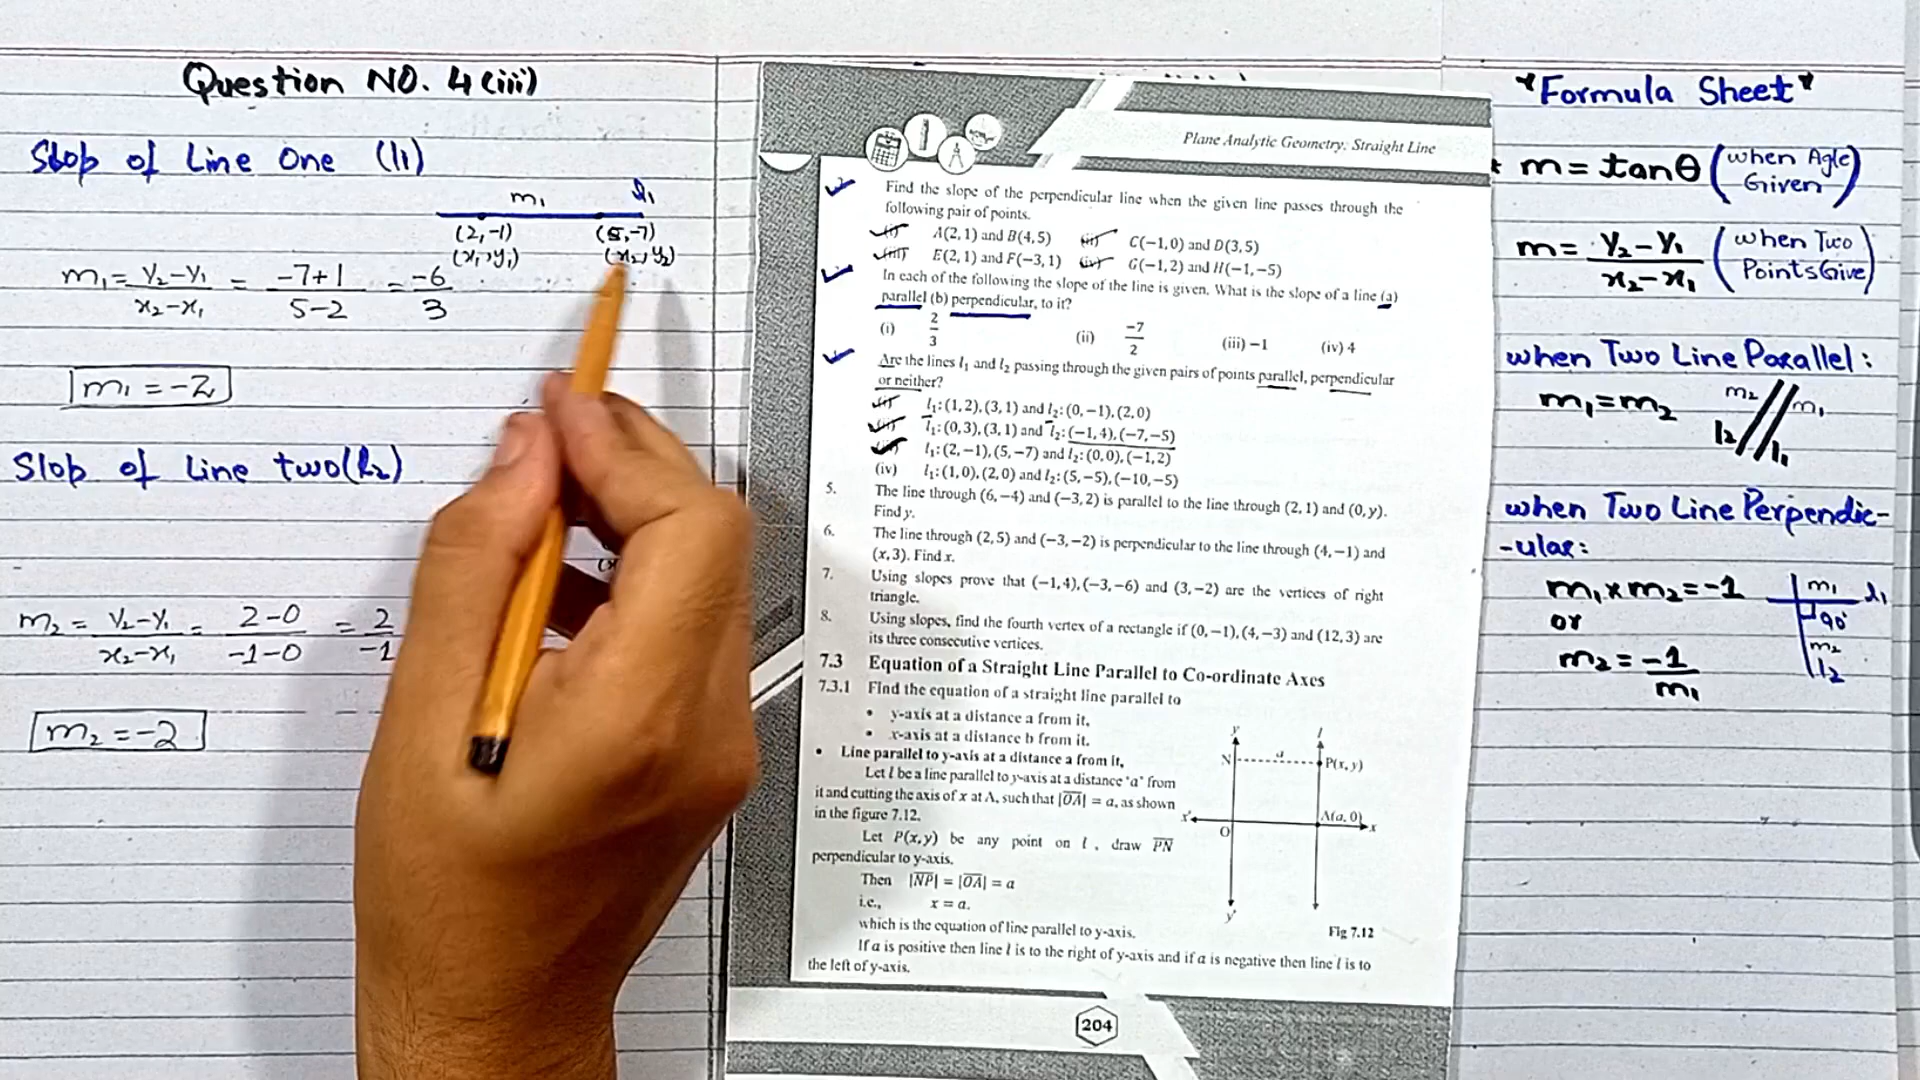 Question NO. 4(iii)
Slop of Line One (l1)
m1 l1
(2,-1) (5,-7)
(x1,y1) (x2,y2)
m1= y2-y1 / x2-x1 = -7+1 / 5-2 = -6 / 3
m1 = -2
Slop of Line two(l2)
m2 = y2-y1 / x2-x1 = 2-0 / -1-0 = 2 / -1
m2 = -2
Plane Analytic Geometry: Straight Line
Find the slope of the perpendicular line when the given line passes through the
following pair of points.
(i) A(2,1) and B(4,5) (ii) C(−1,0) and D(3,5)
(iii) E(2,1) and F(−3,1) (iv) G(−1,2) and H(−1,−5)
In each of the following the slope of the line is given. What is the slope of a line (a)
parallel (b) perpendicular, to it?
(i) 2/3 (ii) −7/2 (iii) −1 (iv) 4
Are the lines l1 and l2 passing through the given pairs of points parallel, perpendicular
or neither?
(i) l1: (1,2), (3,1) and l2: (0,−1), (2,0)
(ii) l1: (0,3), (3,1) and l2: (−1,4), (−7,−5)
(iii) l1: (2,−1), (5,−7) and l2: (0,0), (−1,2)
(iv) l1: (1,0), (2,0) and l2: (5,−5), (−10,−5)
5. The line through (6,−4) and (−3,2) is parallel to the line through (2,1) and (0,y).
Find y.
6. The line through (2,5) and (−3,−2) is perpendicular to the line through (4,−1) and
(x,3). Find x.
7. Using slopes prove that (−1,4), (−3,−6) and (3,−2) are the vertices of right
triangle.
8. Using slopes, find the fourth vertex of a rectangle if (0,−1), (4,−3) and (12,3) are
its three consecutive vertices.
7.3 Equation of a Straight Line Parallel to Co-ordinate Axes
7.3.1 Find the equation of a straight line parallel to
• y-axis at a distance a from it,
• x-axis at a distance b from it.
• Line parallel to y-axis at a distance a from it,
Let l be a line parallel to y-axis at a distance 'a' from
it and cutting the axis of x at A, such that |OA| = a, as shown
in the figure 7.12.
Let P(x,y) be any point on l , draw PN
perpendicular to y-axis.
Then |NP| = |OA| = a
i.e., x = a.
which is the equation of line parallel to y-axis.
If a is positive then line l is to the right of y-axis and if a is negative then line l is to
the left of y-axis.
y l
N a P(x, y)
x' O A(a, 0) x
y'
Fig 7.12
204
*Formula Sheet*
* m = tanθ (when Agle Given)
m = y2-y1 / x2-x1 (when Two Points Give)
when Two Line Parallel:
m1=m2 m2 m1
l2 l1
when Two Line Perpendic-
-ular:
m1 x m2 = -1 m1 l1
or 90°
m2 = -1 / m1 m2
l2